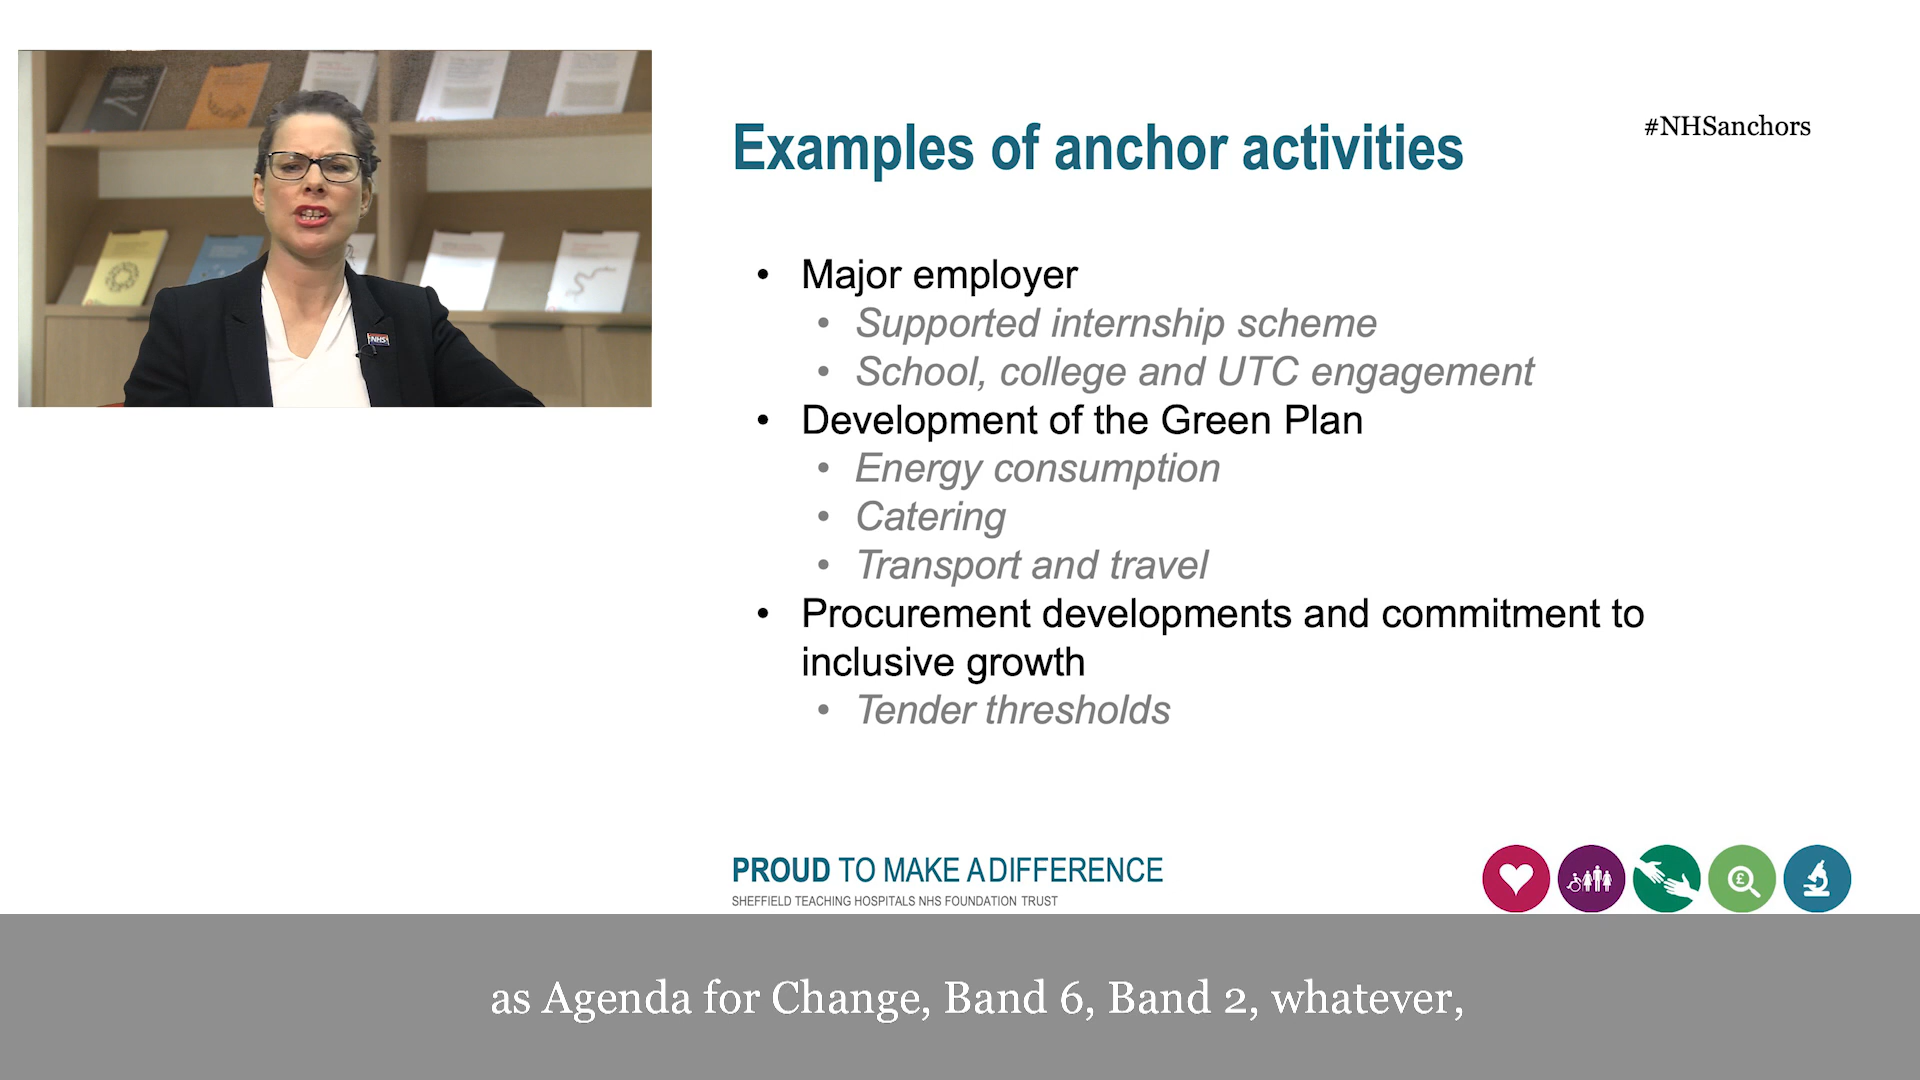 NHS
#NHSanchors
Examples of anchor activities
• Major employer
• Supported internship scheme
• School, college and UTC engagement
• Development of the Green Plan
• Energy consumption
• Catering
• Transport and travel
• Procurement developments and commitment to
inclusive growth
• Tender thresholds
PROUD TO MAKE A DIFFERENCE
SHEFFIELD TEACHING HOSPITALS NHS FOUNDATION TRUST
£
as Agenda for Change, Band 6, Band 2, whatever,